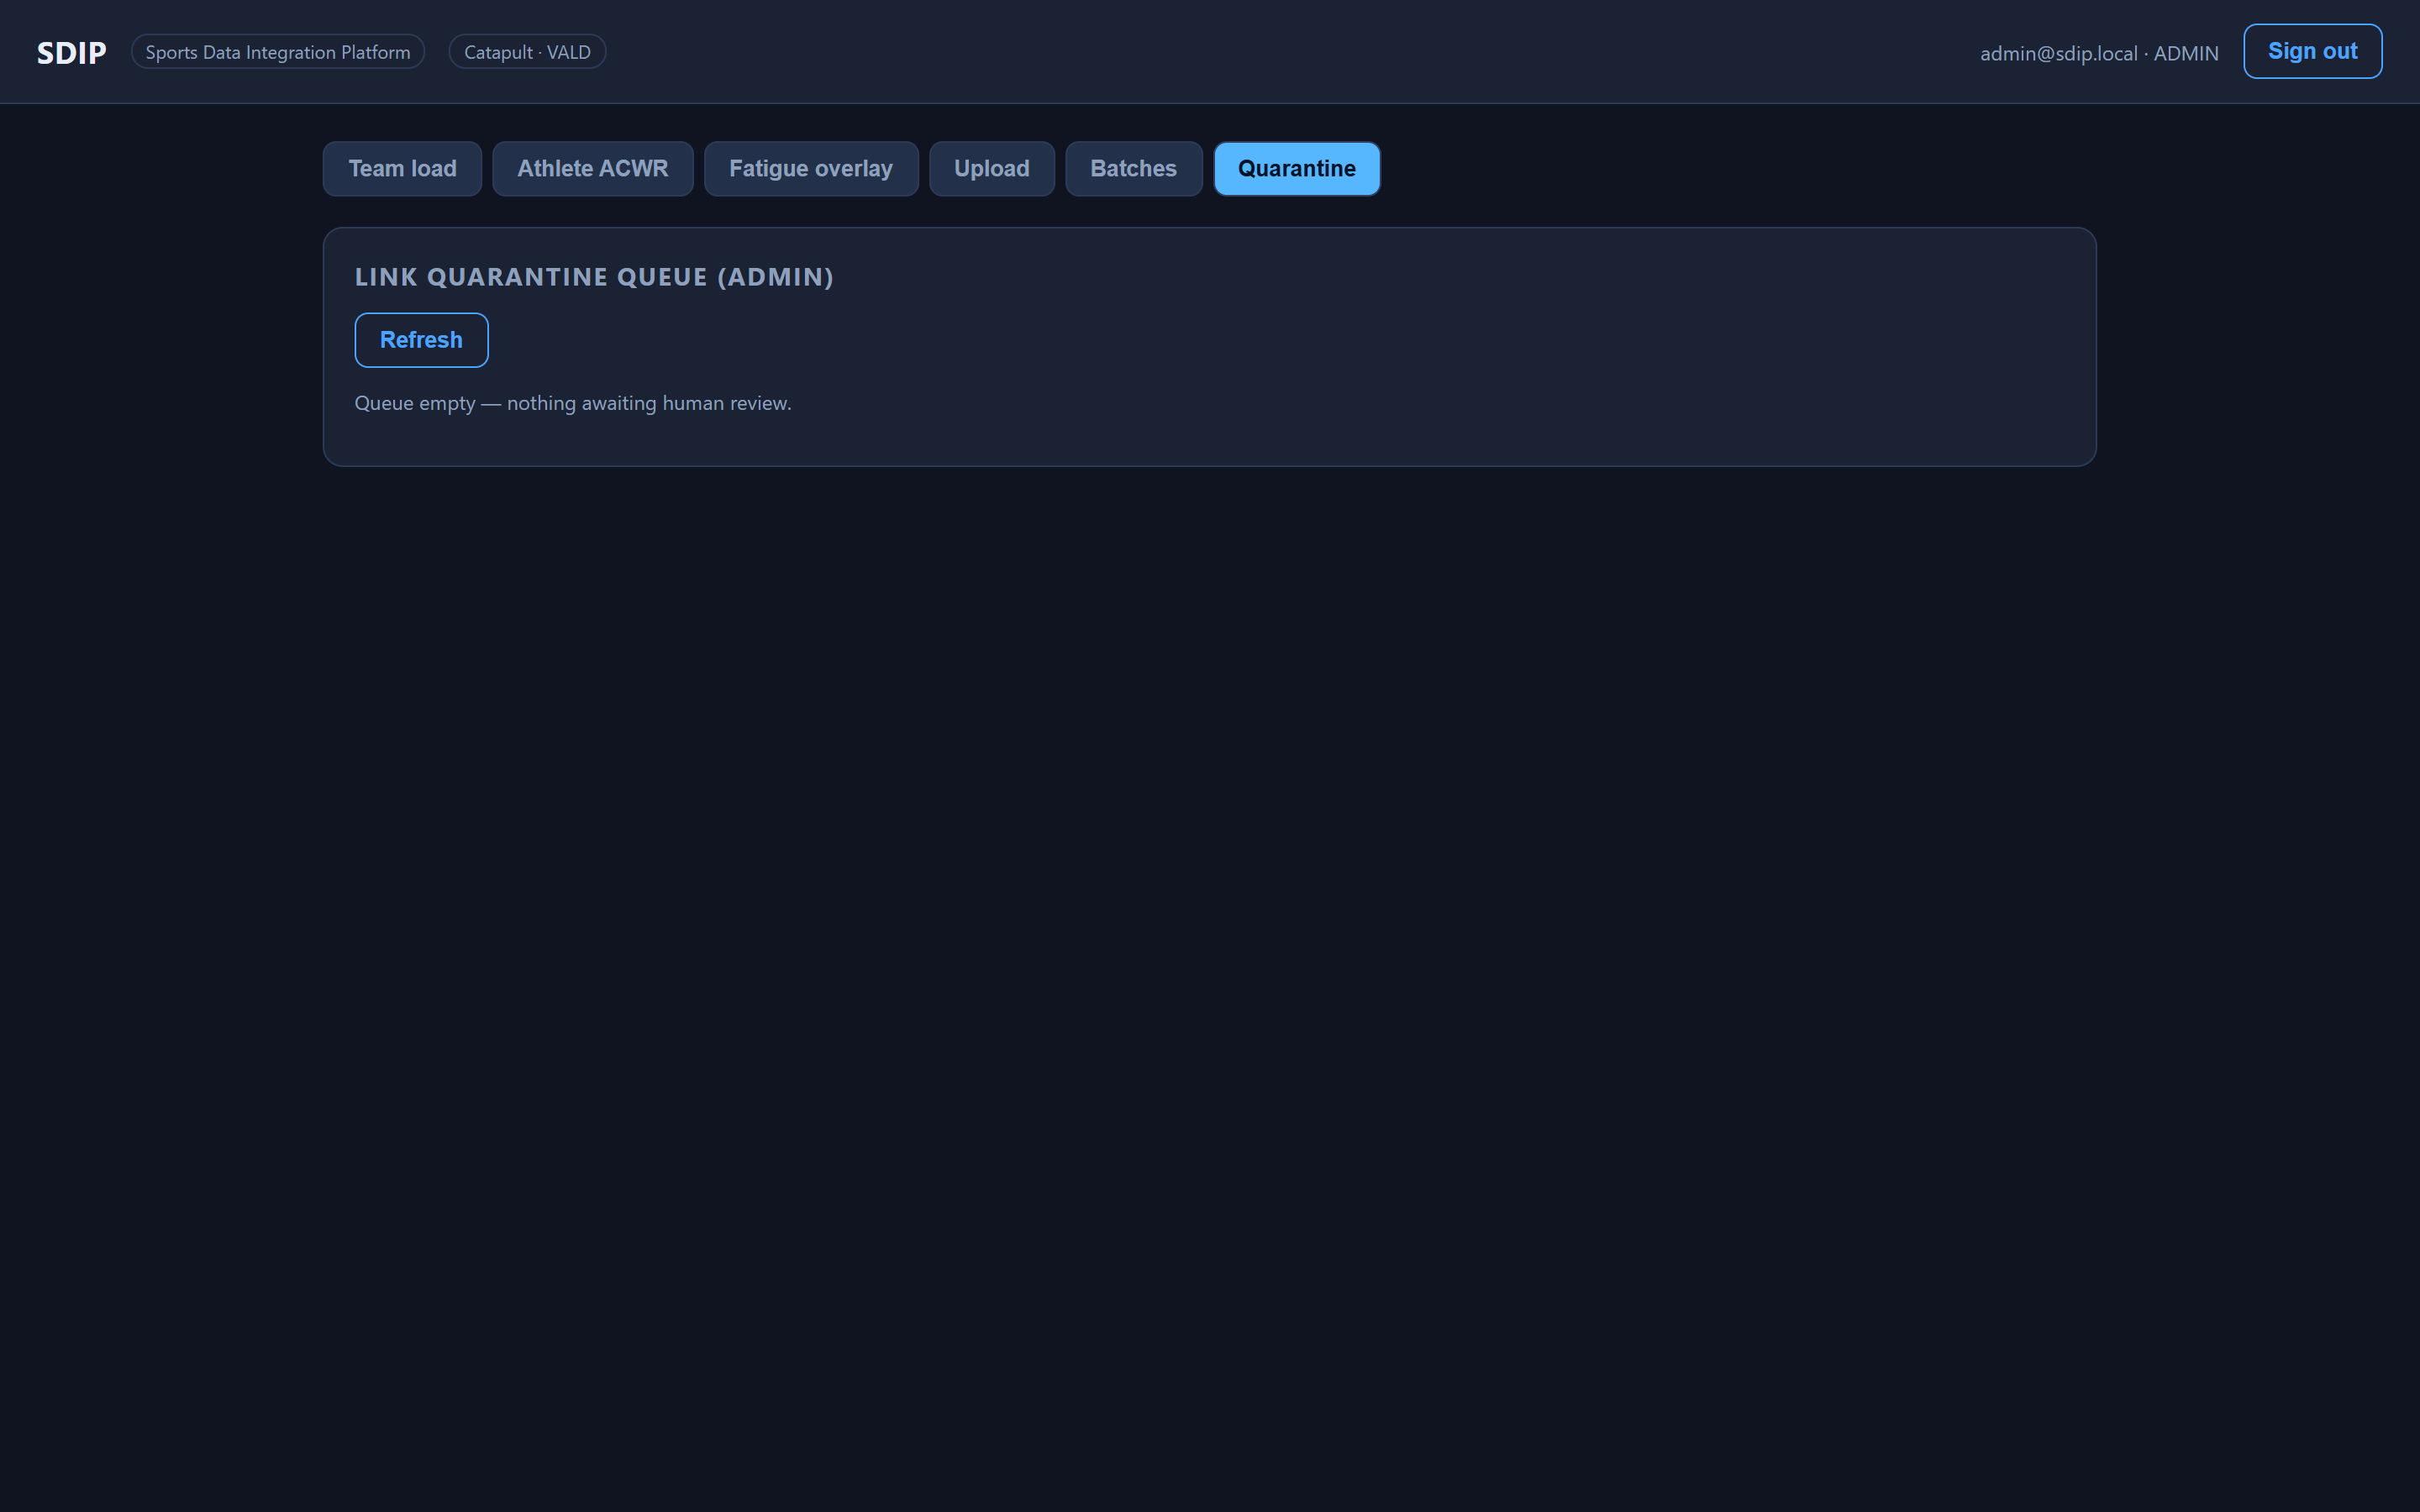 SDIP Sports Data Integration Platform Catapult · VALD admin@sdip.local · ADMIN Sign out
Team load Athlete ACWR Fatigue overlay Upload Batches Quarantine
LINK QUARANTINE QUEUE (ADMIN)
Refresh
Queue empty — nothing awaiting human review.